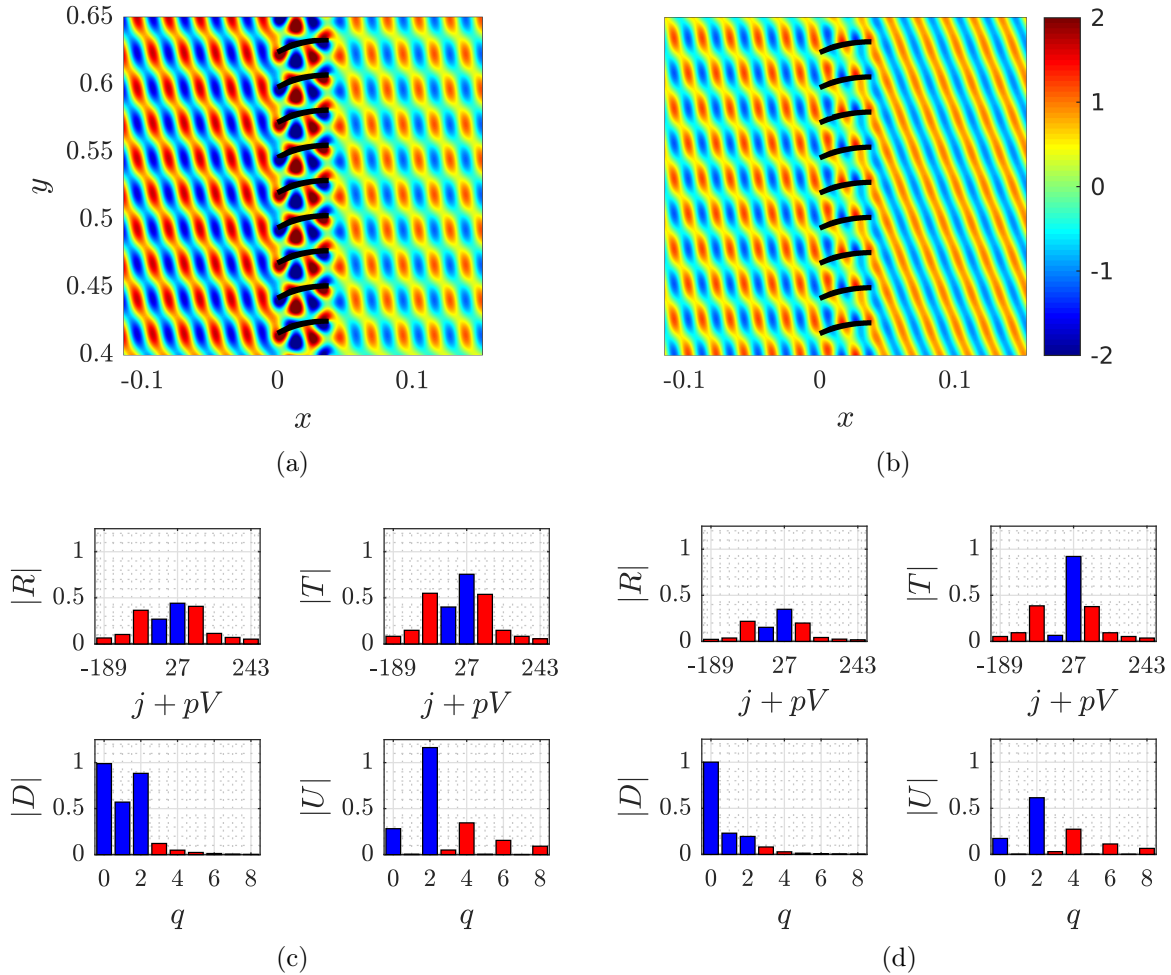 0.65
0.6
0.55
0.5
0.45
0.4
y
-0.1 0 0.1
x
(a)
-0.1 0 0.1
x
(b)
2
1
0
-1
-2
1
0.5
0
|R|
-189 27 243
j + pV
1
0.5
0
|T|
-189 27 243
j + pV
1
0.5
0
|D|
0 2 4 6 8
q
1
0.5
0
|U|
0 2 4 6 8
q
(c)
1
0.5
0
|R|
-189 27 243
j + pV
1
0.5
0
|T|
-189 27 243
j + pV
1
0.5
0
|D|
0 2 4 6 8
q
1
0.5
0
|U|
0 2 4 6 8
q
(d)